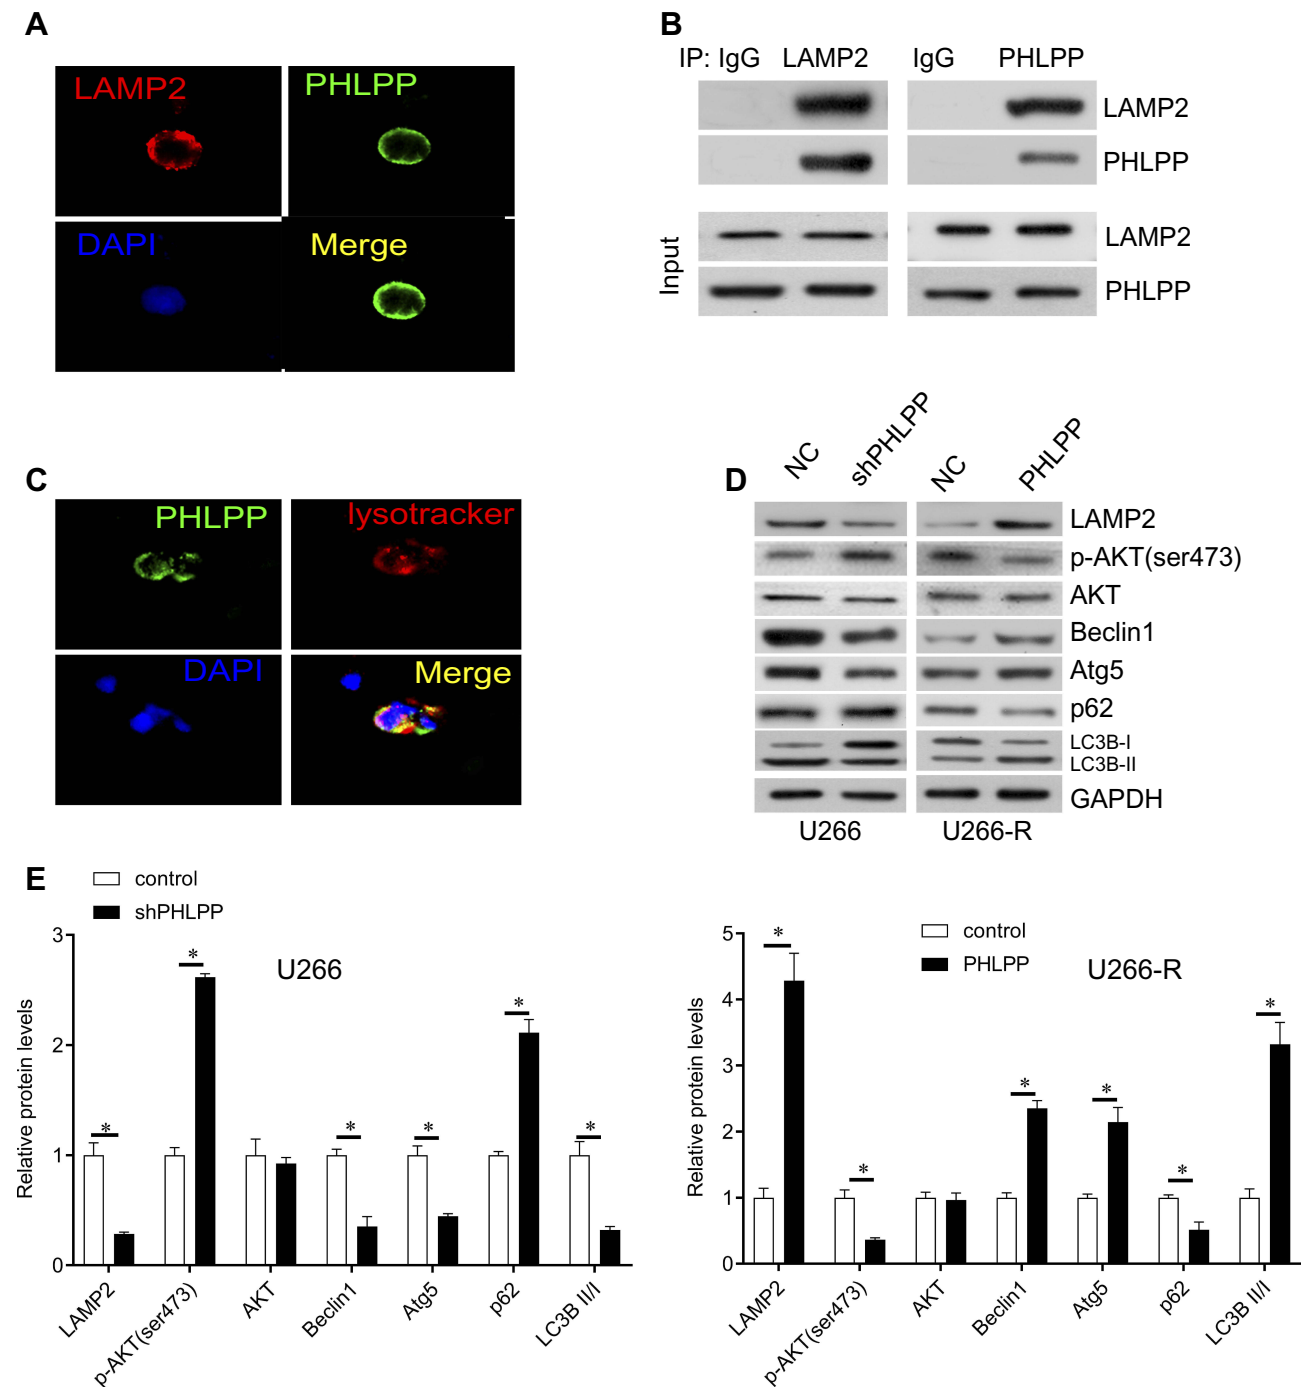 A
LAMP2
PHLPP
DAPI
Merge
B
IP: IgG LAMP2 IgG PHLPP
LAMP2
PHLPP
Input
LAMP2
PHLPP
C
PHLPP
lysotracker
DAPI
Merge
D
NC shPHLPP NC PHLPP
LAMP2
p-AKT(ser473)
AKT
Beclin1
Atg5
p62
LC3B-I
LC3B-II
GAPDH
U266 U266-R
E
control
shPHLPP
U266
Relative protein levels
3
2
1
0
* * * * * *
LAMP2 p-AKT(ser473) AKT Beclin1 Atg5 p62 LC3B II/I
control
PHLPP
U266-R
Relative protein levels
5
4
3
2
1
0
* * * * * *
LAMP2 p-AKT(ser473) AKT Beclin1 Atg5 p62 LC3B II/I